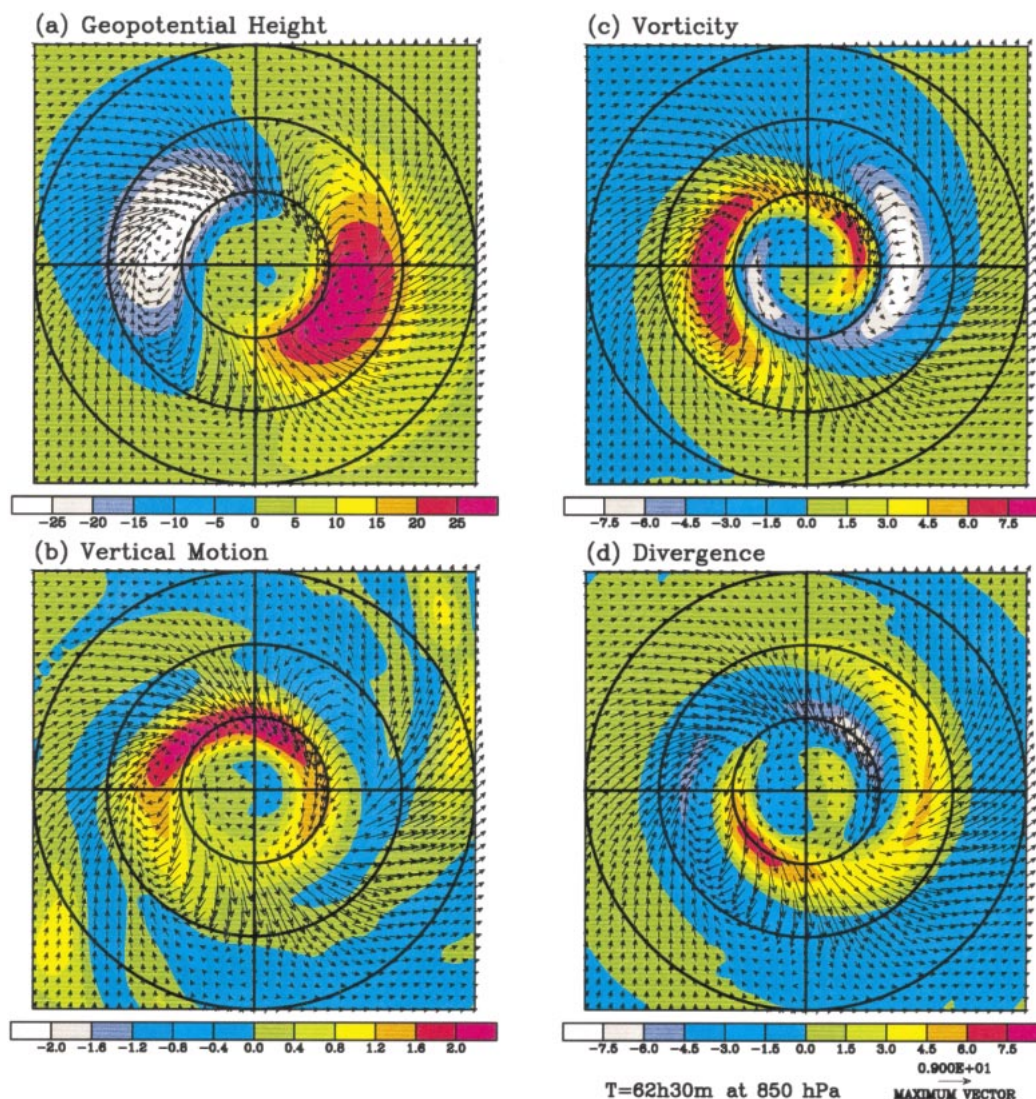 (a) Geopotential Height
(c) Vorticity
-25 -20 -15 -10 -5 0 5 10 15 20 25
-7.5 -6.0 -4.5 -3.0 -1.5 0.0 1.5 3.0 4.5 6.0 7.5
(b) Vertical Motion
(d) Divergence
-2.0 -1.6 -1.2 -0.8 -0.4 0.0 0.4 0.8 1.2 1.6 2.0
-7.5 -6.0 -4.5 -3.0 -1.5 0.0 1.5 3.0 4.5 6.0 7.5
0.900E+01
T=62h30m at 850 hPa
MAXIMUM VECTOR